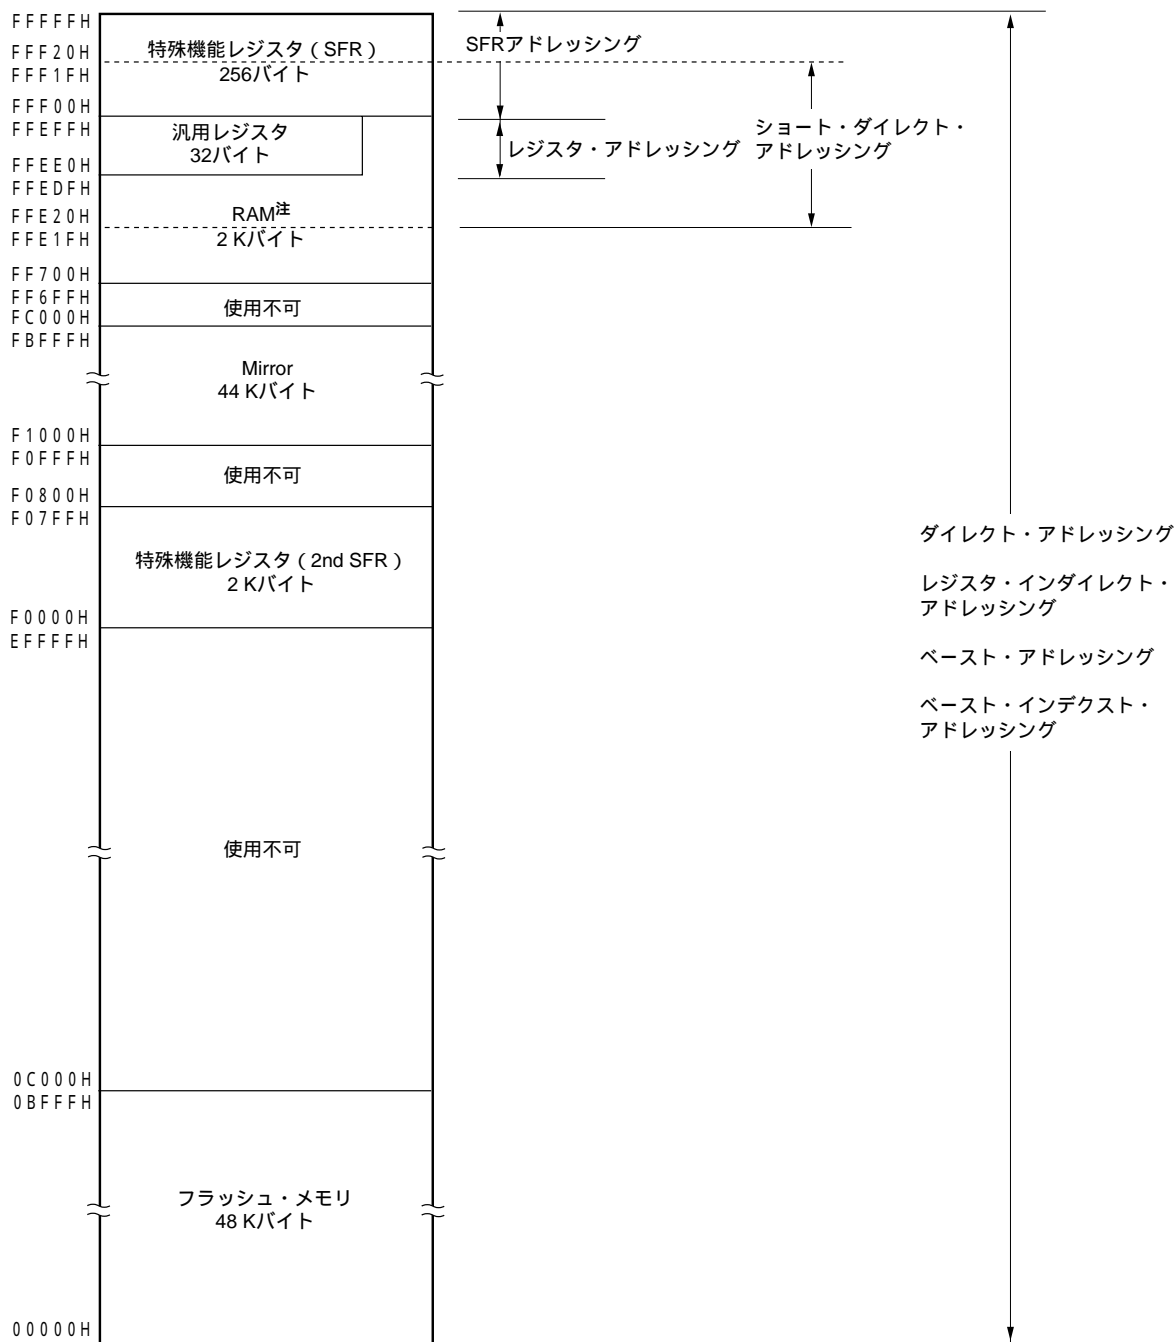 FFFFFH
FFF20H
FFF1FH
FFF00H
FFEFFH
FFEE0H
FFEDFH
FFE20H
FFE1FH
FF700H
FF6FFH
FC000H
FBFFFH
F1000H
F0FFFH
F0800H
F07FFH
F0000H
EFFFFH
0C000H
0BFFFH
00000H
特殊機能レジスタ（SFR）
256バイト
汎用レジスタ
32バイト
RAM注
2 Kバイト
使用不可
Mirror
44 Kバイト
使用不可
特殊機能レジスタ（2nd SFR）
2 Kバイト
使用不可
フラッシュ・メモリ
48 Kバイト
SFRアドレッシング
レジスタ・アドレッシング
ショート・ダイレクト・
アドレッシング
ダイレクト・アドレッシング
レジスタ・インダイレクト・
アドレッシング
ベースト・アドレッシング
ベースト・インデクスト・
アドレッシング